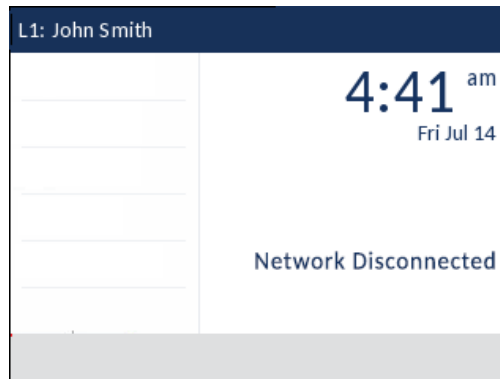 L1: John Smith
4:41 am
Fri Jul 14
Network Disconnected